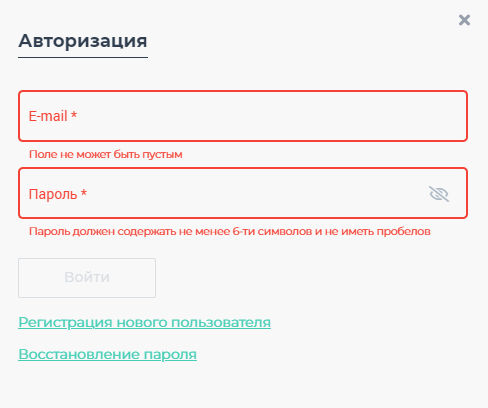 Авторизация
E-mail *
Поле не может быть пустым
Пароль *
Пароль должен содержать не менее 6-ти символов и не иметь пробелов
Войти
Регистрация нового пользователя
Восстановление пароля